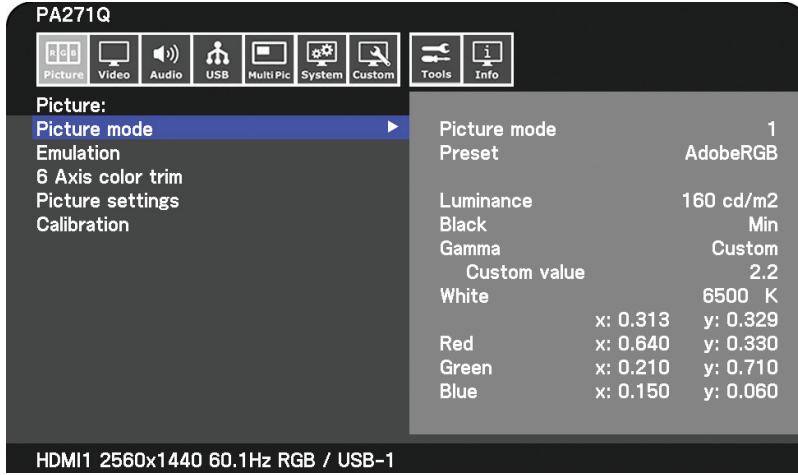 PA271Q
RGB
Picture Video Audio USB MultiPic System Custom Tools Info
Picture:
Picture mode
Emulation
6 Axis color trim
Picture settings
Calibration
Picture mode 1
Preset AdobeRGB
Luminance 160 cd/m2
Black Min
Gamma Custom
Custom value 2.2
White 6500 K
x: 0.313 y: 0.329
Red x: 0.640 y: 0.330
Green x: 0.210 y: 0.710
Blue x: 0.150 y: 0.060
HDMI1 2560x1440 60.1Hz RGB / USB-1